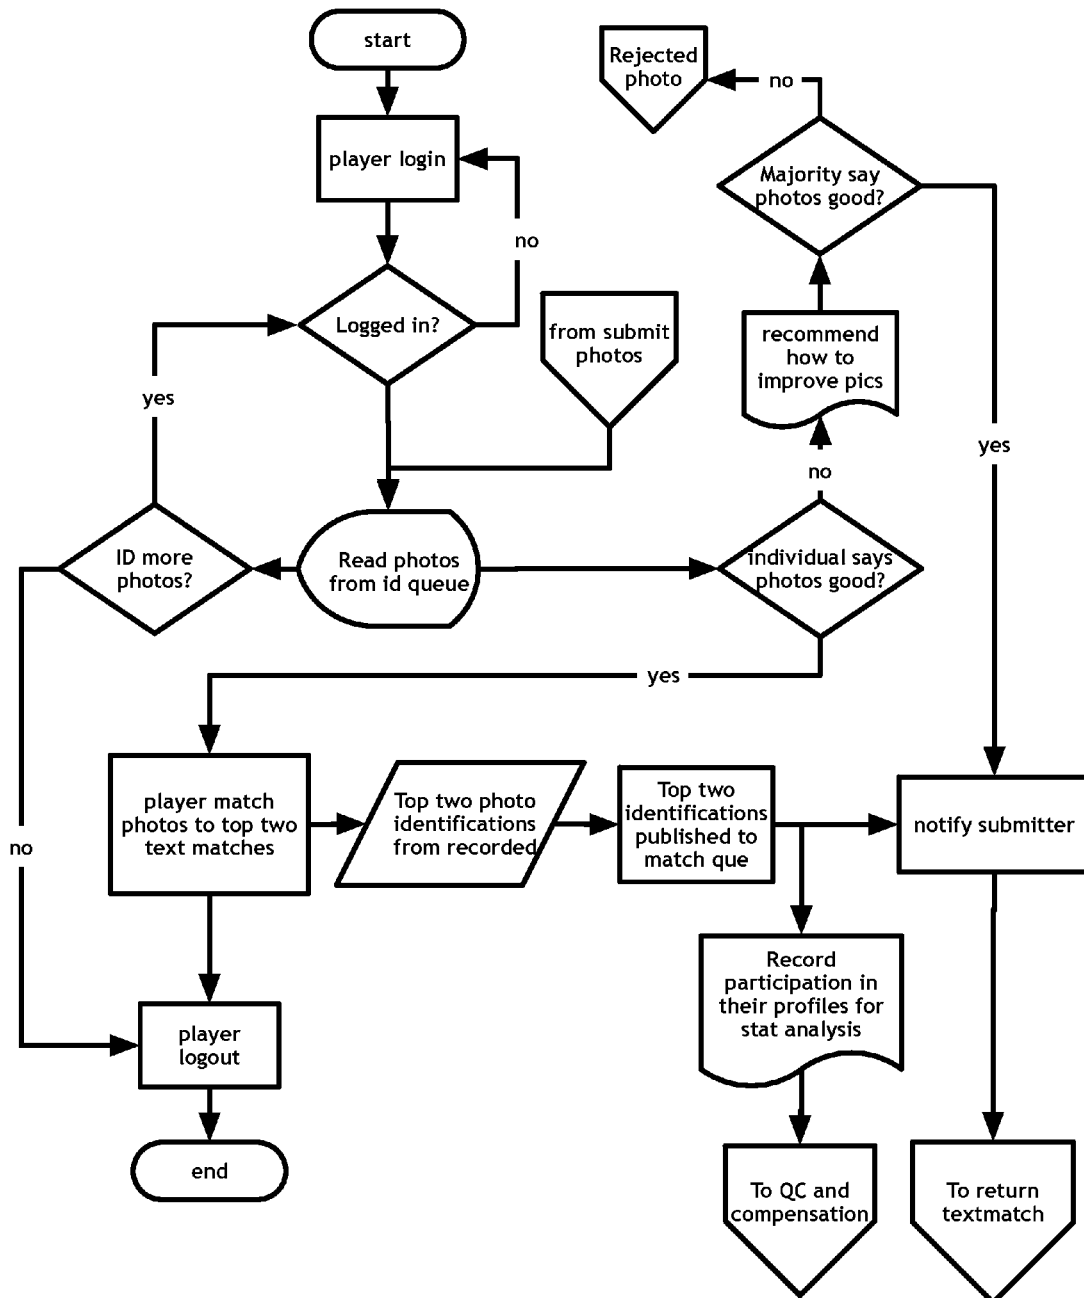 start
Rejected
photo
no
player login
Majority say
photos good?
no
Logged in?
from submit
photos
recommend
how to
improve pics
yes
yes
no
ID more
photos?
Read photos
from id queue
individual says
photos good?
yes
player match
photos to top two
text matches
Top two photo
identifications
from recorded
Top two
identifications
published to
match que
notify submitter
no
Record
participation in
their profiles for
stat analysis
player
logout
end
To QC and
compensation
To return
textmatch